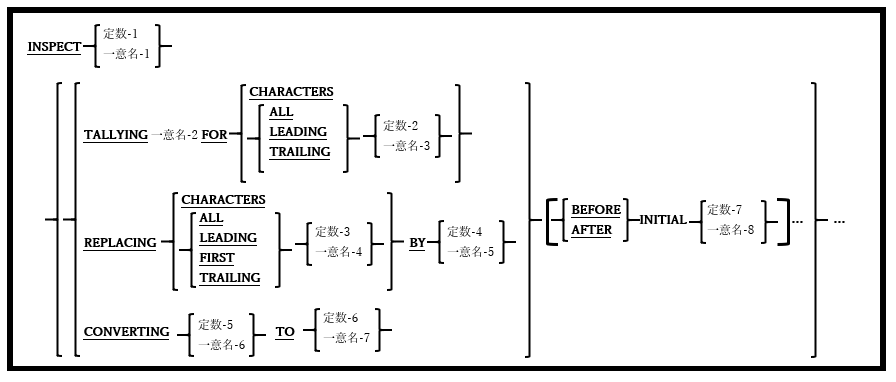 定数-1
INSPECT
一意名-1
CHARACTERS
ALL
TALLYING 一意名-2 FOR
LEADING
TRAILING
定数-2
一意名-3
CHARACTERS
ALL
REPLACING
LEADING
FIRST
TRAILING
定数-3
一意名-4
BY
定数-4
一意名-5
BEFORE
AFTER
INITIAL
定数-7
一意名-8
...
...
CONVERTING
定数-5
一意名-6
TO
定数-6
一意名-7